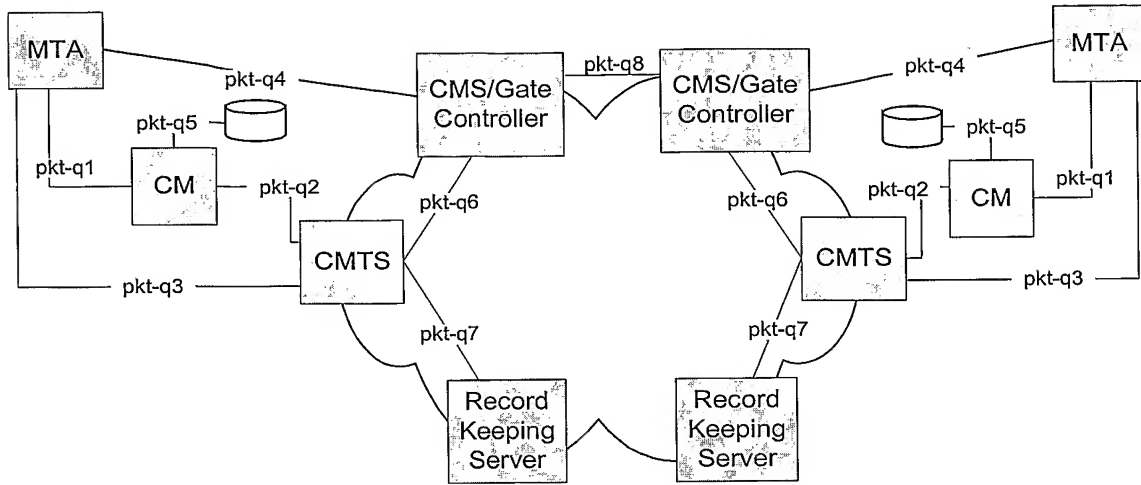 MTA
pkt-q4
CMS/Gate
Controller
pkt-q8
CMS/Gate
Controller
pkt-q4
MTA
pkt-q5
pkt-q1
CM
pkt-q2
pkt-q6
CMTS
pkt-q3
pkt-q7
Record
Keeping
Server
pkt-q5
pkt-q1
CM
pkt-q2
pkt-q6
CMTS
pkt-q3
pkt-q7
Record
Keeping
Server